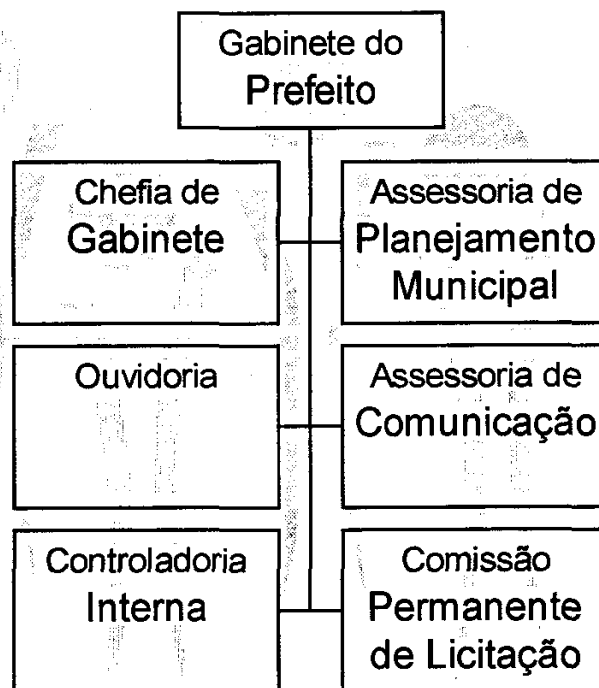 Gabinete do
Prefeito
Chefia de
Gabinete
Assessoria de
Planejamento
Municipal
Ouvidoria
Assessoria de
Comunicação
Controladoria
Interna
Comissão
Permanente
de Licitação